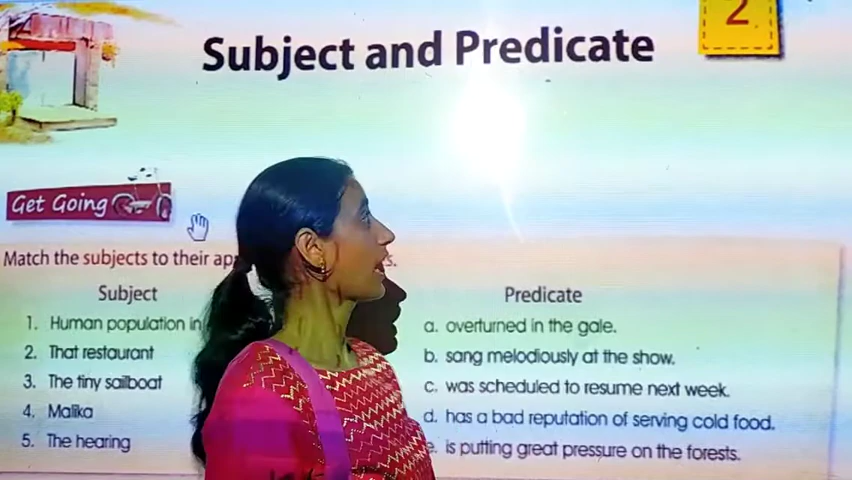 2
Subject and Predicate
Get Going
Match the subjects to their
Subject Predicate
1. Human population in
a. overturned in the gale.
2. That restaurant
b. sang melodiously at the show.
3. The tiny sailboat
c. was scheduled to resume next week.
4. Malika
d. has a bad reputation of serving cold food.
5. The hearing
e. is putting great pressure on the forests.